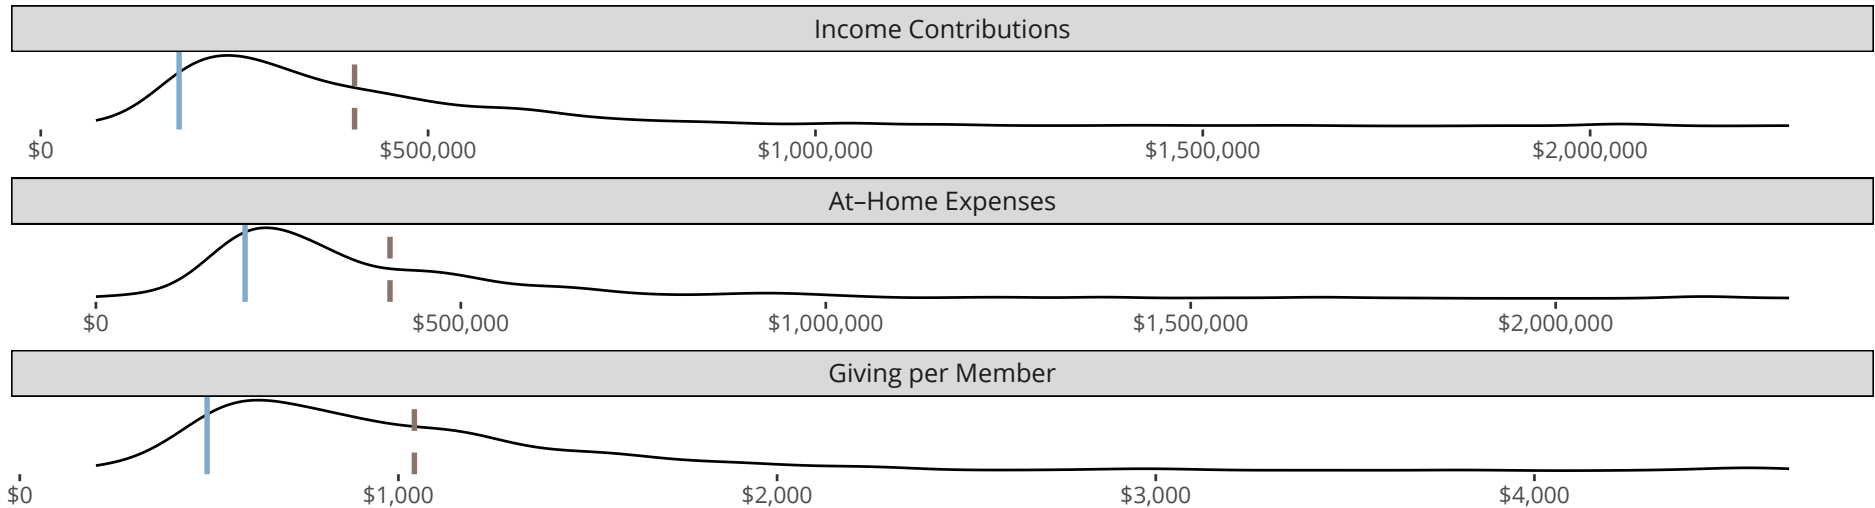 Income Contributions
$0 $500,000 $1,000,000 $1,500,000 $2,000,000
At–Home Expenses
$0 $500,000 $1,000,000 $1,500,000 $2,000,000
Giving per Member
$0 $1,000 $2,000 $3,000 $4,000